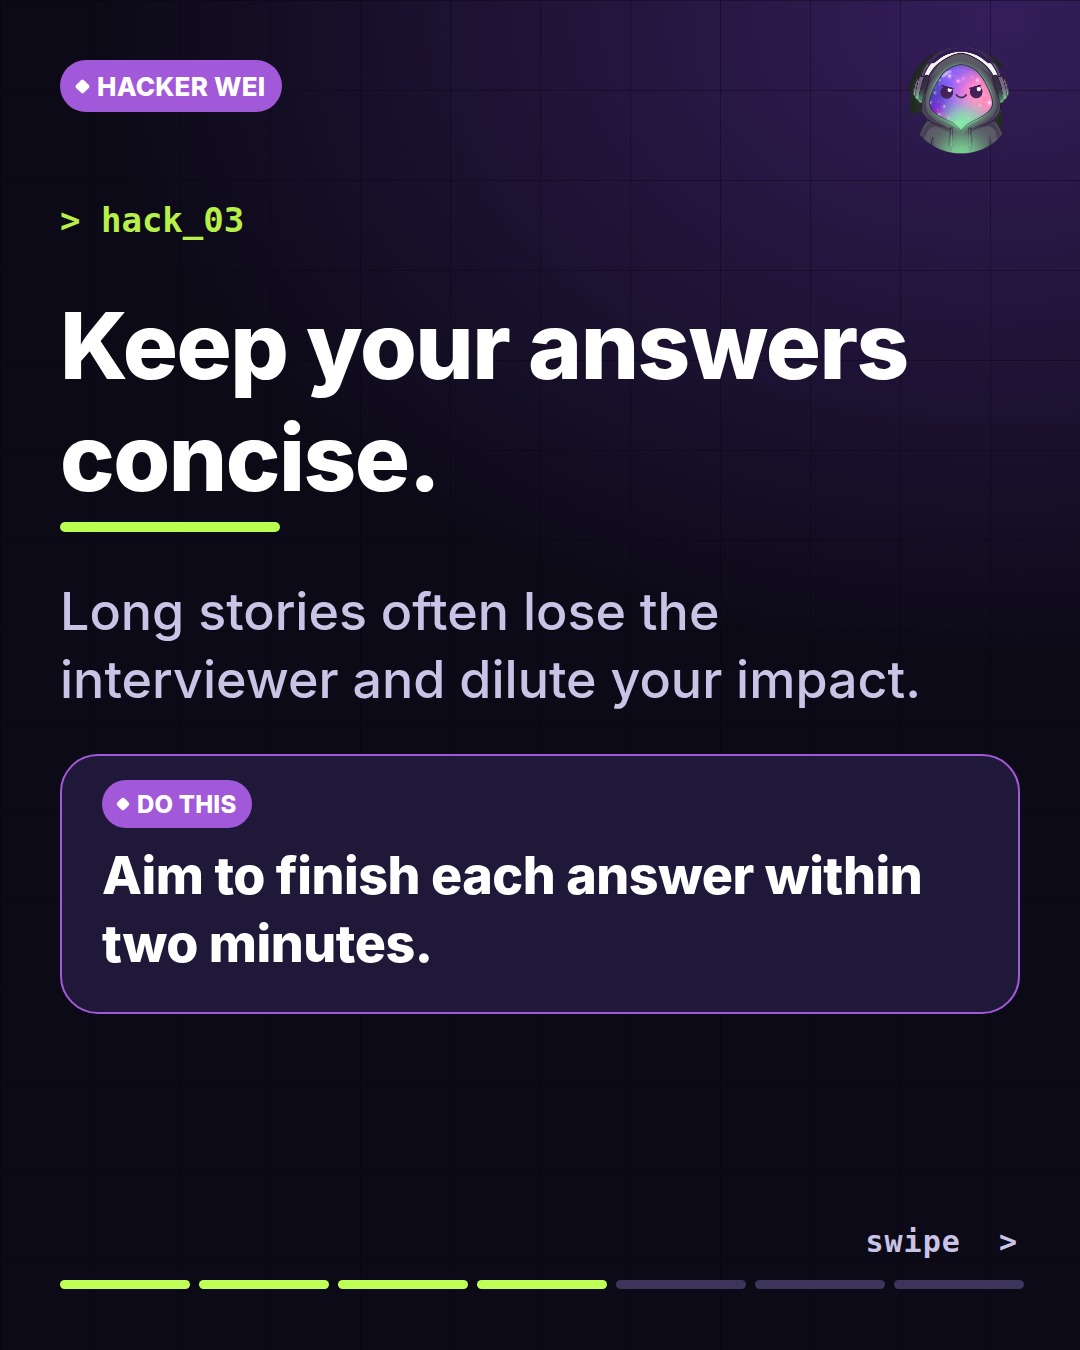 HACKER WEI
> hack_03
Keep your answers
concise.
Long stories often lose the
interviewer and dilute your impact.
DO THIS
Aim to finish each answer within
two minutes.
swipe >